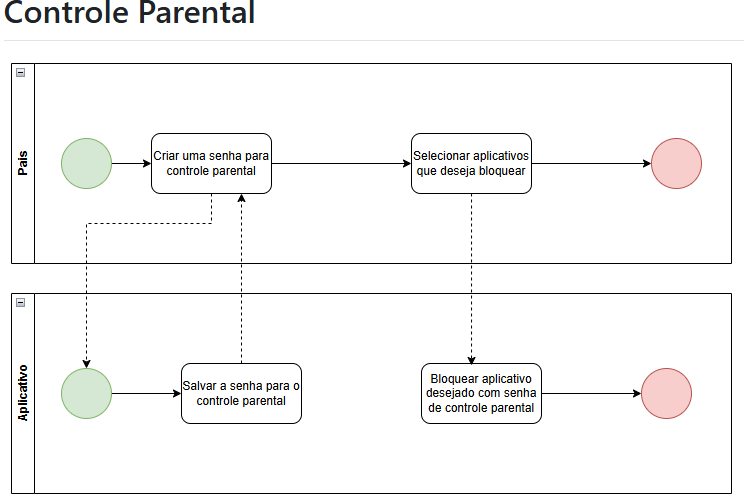 Controle Parental
Pais
Criar uma senha para
controle parental
Selecionar aplicativos
que deseja bloquear
Aplicativo
Salvar a senha para o
controle parental
Bloquear aplicativo
desejado com senha
de controle parental